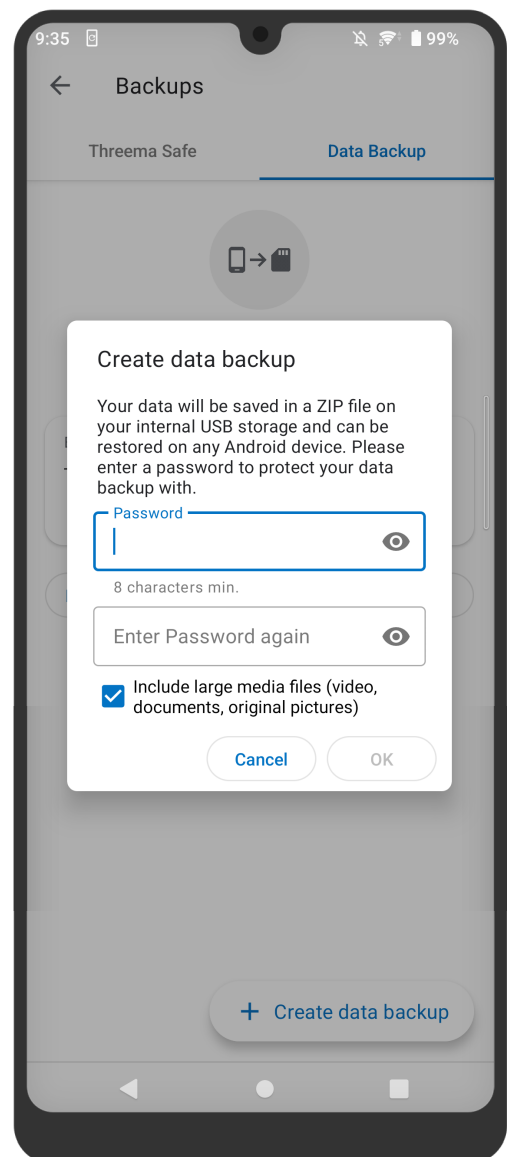 9:35
99%
Backups
Threema Safe
Data Backup
Create data backup
Your data will be saved in a ZIP file on
your internal USB storage and can be
restored on any Android device. Please
enter a password to protect your data
backup with.
Password
8 characters min.
Enter Password again
Include large media files (video,
documents, original pictures)
Cancel
OK
+ Create data backup